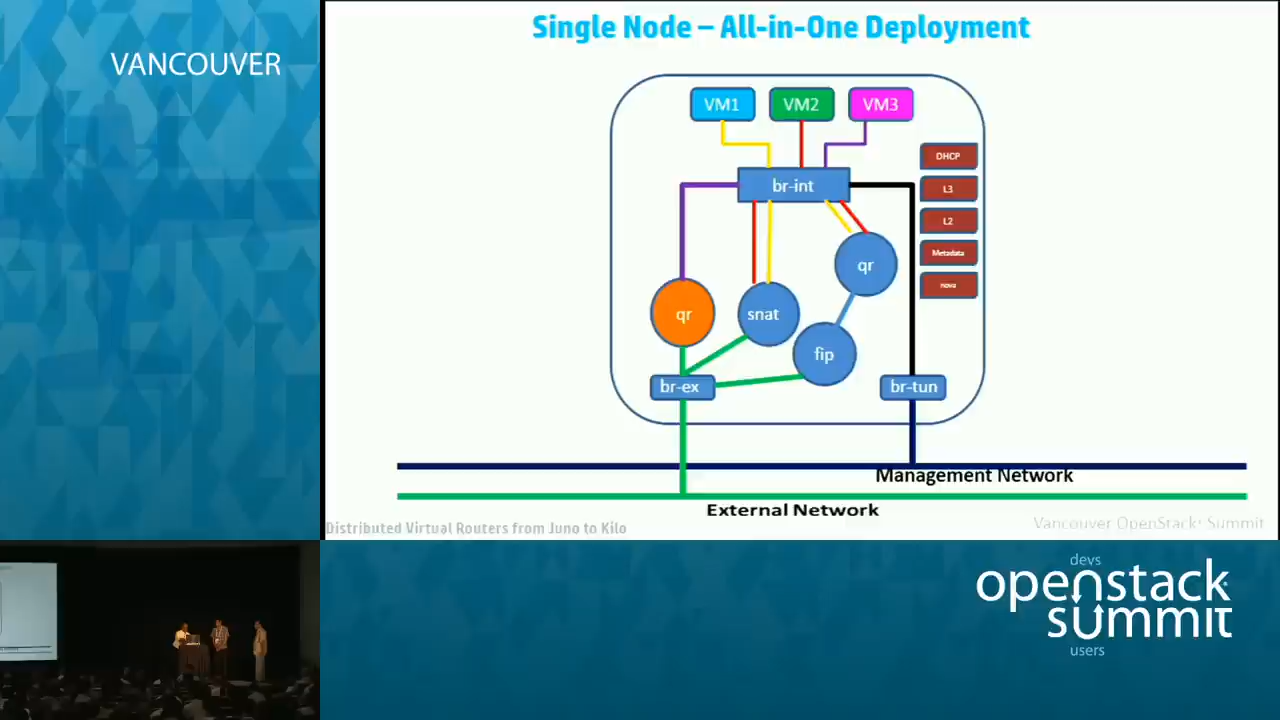 VANCOUVER
Single Node – All-in-One Deployment
VM1
VM2
VM3
br-int
DHCP
L3
L2
Metadata
nova
qr
qr
snat
fip
br-ex
br-tun
Management Network
External Network
Distributed Virtual Routers from Juno to Kilo
Vancouver OpenStack Summit
devs
openstack
summit
users